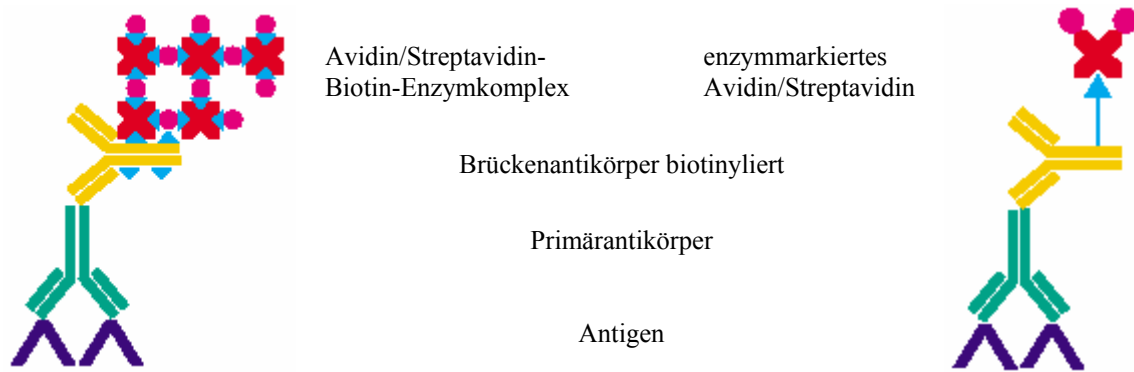 Avidin/Streptavidin-
Biotin-Enzymkomplex
enzymmarkiertes
Avidin/Streptavidin
Brückenantikörper biotinyliert
Primärantikörper
Antigen